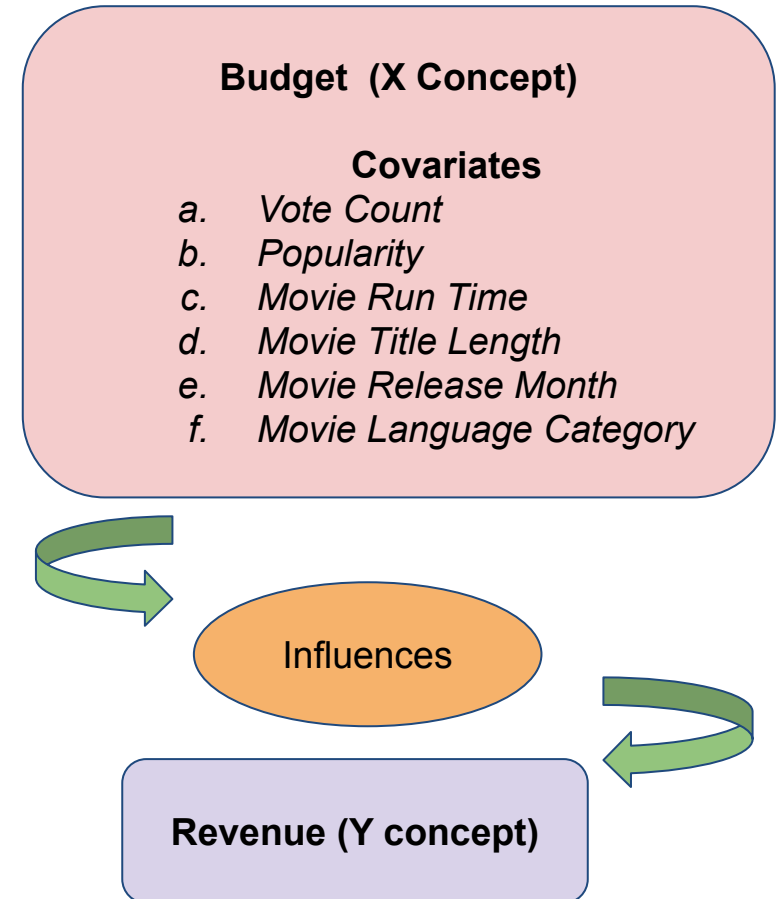 Budget (X Concept)
Covariates
a. Vote Count
b. Popularity
c. Movie Run Time
d. Movie Title Length
e. Movie Release Month
f. Movie Language Category
Influences
Revenue (Y concept)